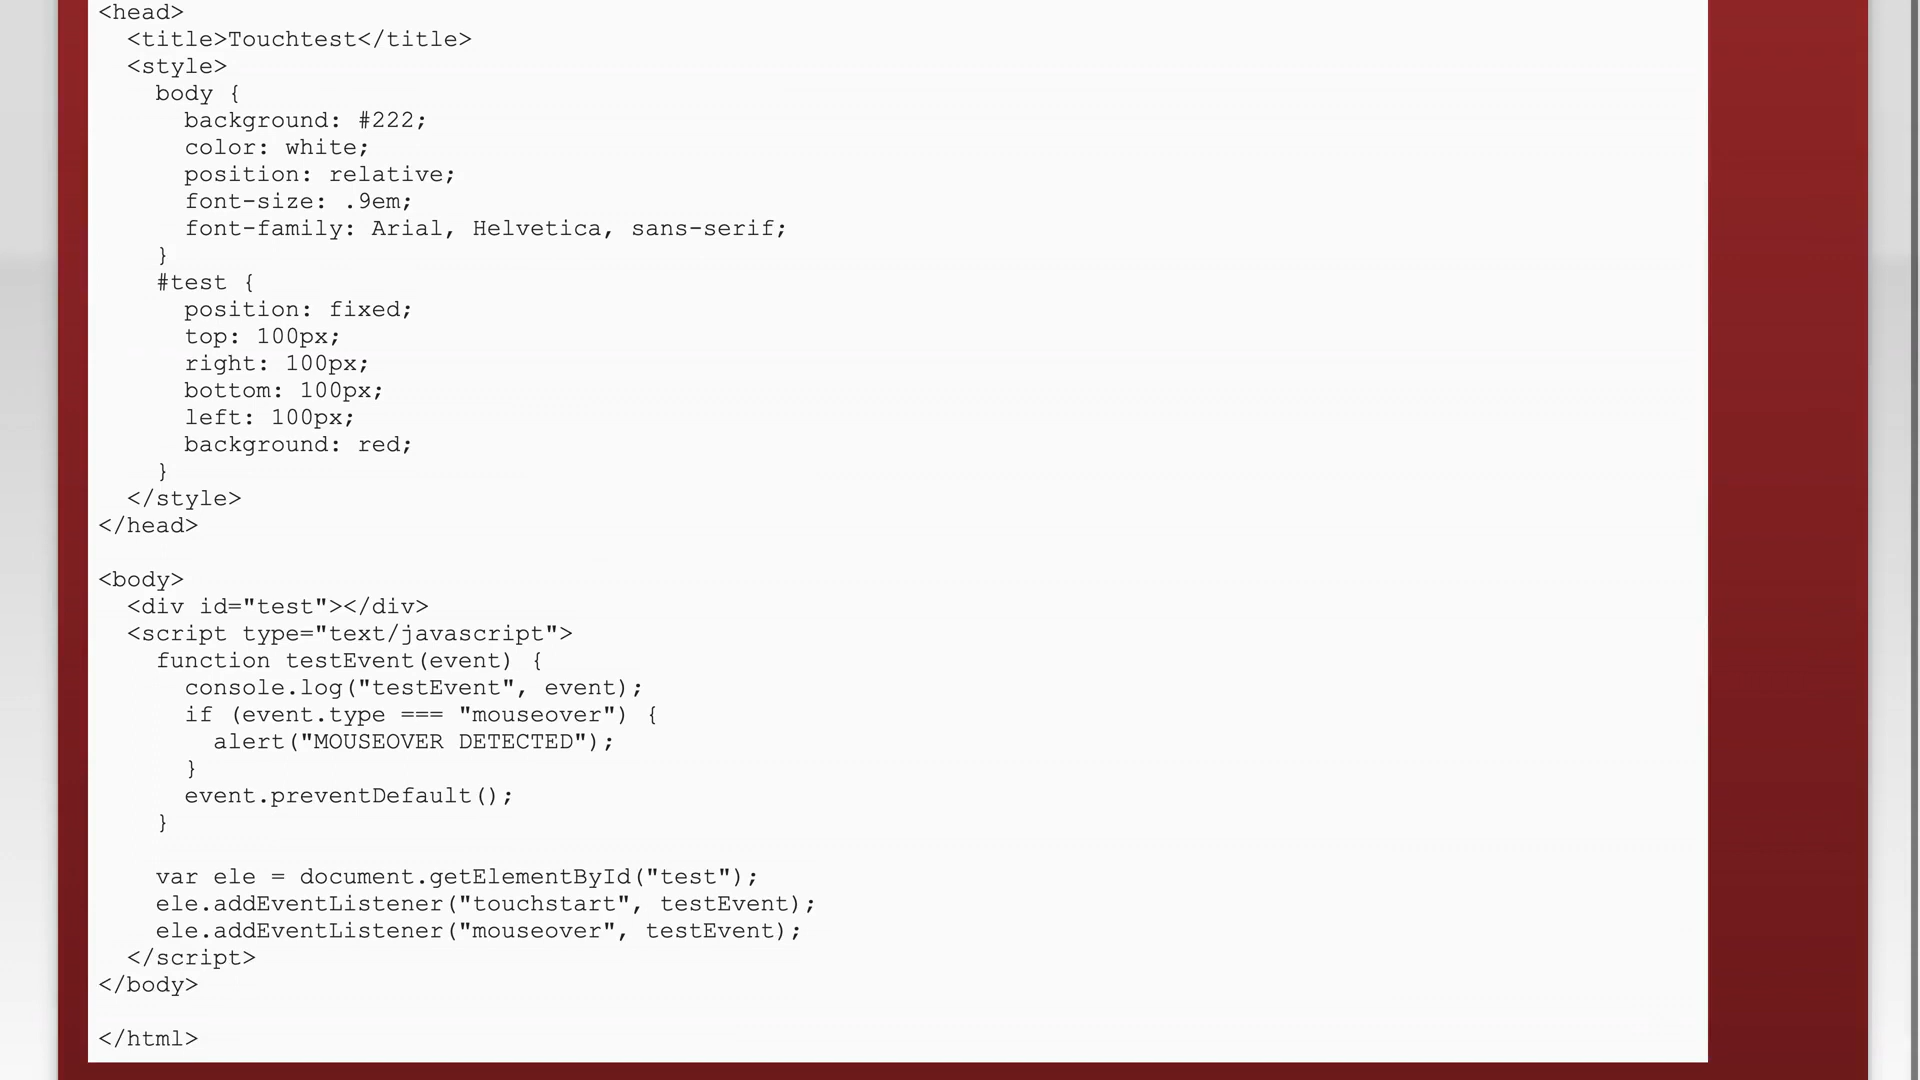 <head>
  <title>Touchtest</title>
  <style>
    body {
      background: #222;
      color: white;
      position: relative;
      font-size: .9em;
      font-family: Arial, Helvetica, sans-serif;
    }
    #test {
      position: fixed;
      top: 100px;
      right: 100px;
      bottom: 100px;
      left: 100px;
      background: red;
    }
  </style>
</head>

<body>
  <div id="test"></div>
  <script type="text/javascript">
    function testEvent(event) {
      console.log("testEvent", event);
      if (event.type === "mouseover") {
        alert("MOUSEOVER DETECTED");
      }
      event.preventDefault();
    }

    var ele = document.getElementById("test");
    ele.addEventListener("touchstart", testEvent);
    ele.addEventListener("mouseover", testEvent);
  </script>
</body>

</html>